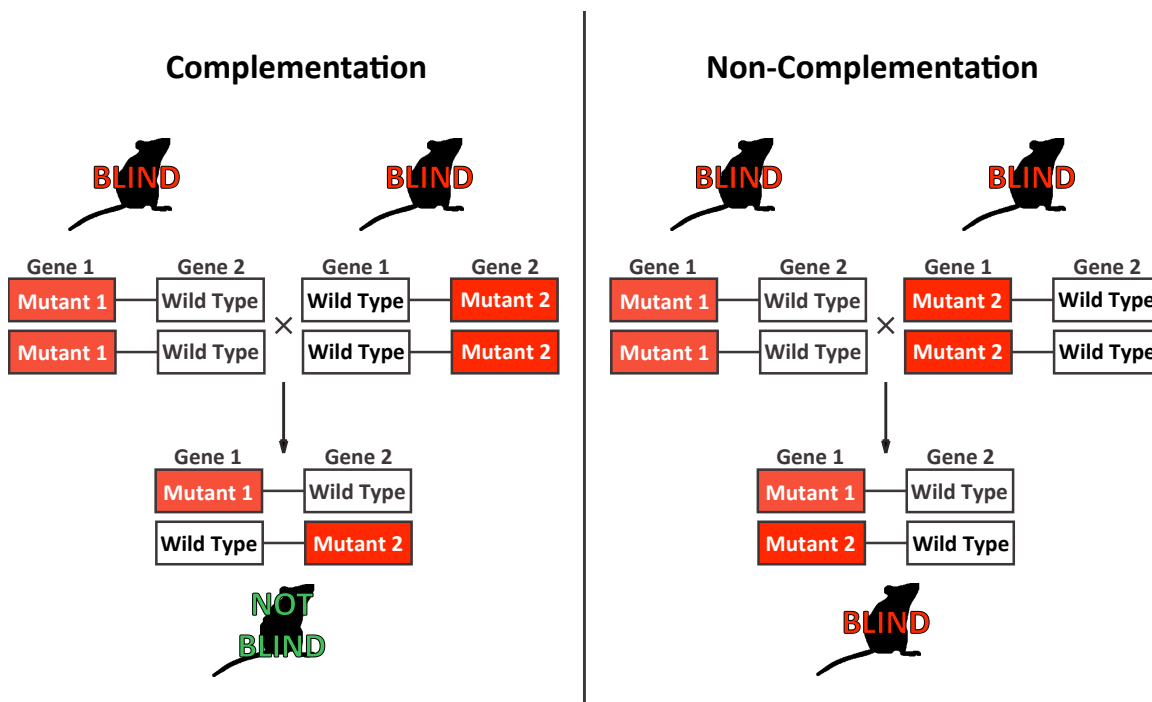 Complementation
BLIND
BLIND
Gene 1 Gene 2 Gene 1 Gene 2
Mutant 1 Wild Type × Wild Type Mutant 2
Mutant 1 Wild Type Wild Type Mutant 2
Gene 1 Gene 2
Mutant 1 Wild Type
Wild Type Mutant 2
NOT
BLIND
Non-Complementation
BLIND
BLIND
Gene 1 Gene 2 Gene 1 Gene 2
Mutant 1 Wild Type × Mutant 2 Wild Type
Mutant 1 Wild Type Mutant 2 Wild Type
Gene 1 Gene 2
Mutant 1 Wild Type
Mutant 2 Wild Type
BLIND